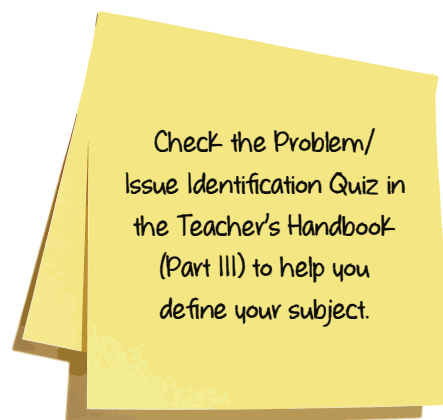 Check the Problem/
Issue Identification Quiz in
the Teacher's Handbook
(Part III) to help you
define your subject.